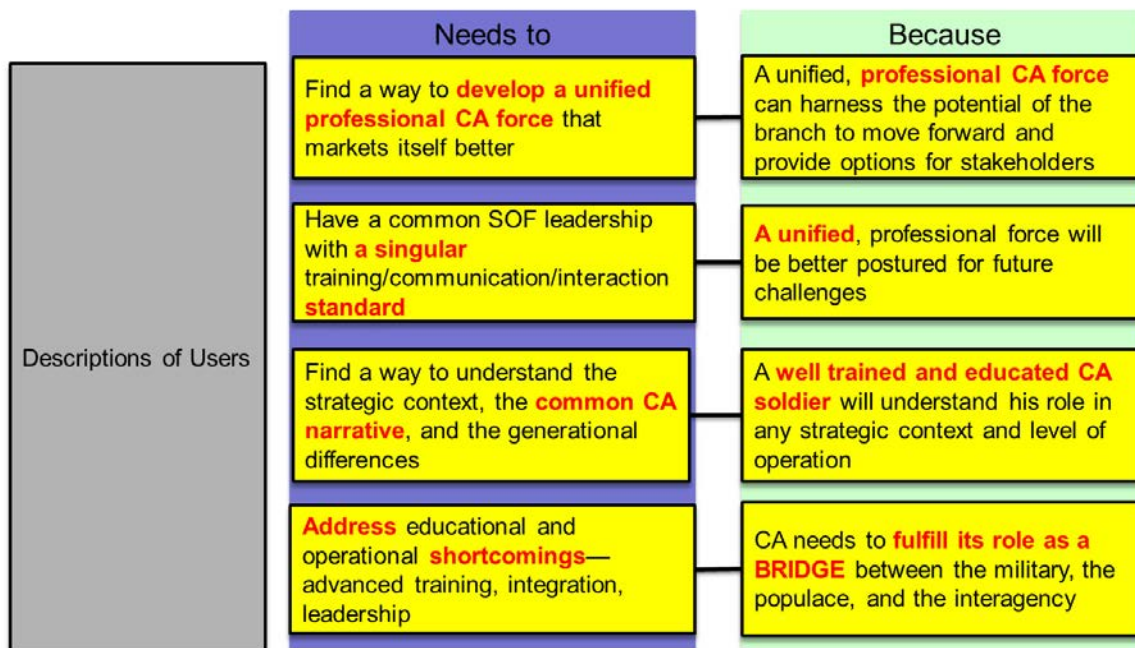 Needs to
Because
Descriptions of Users
Find a way to develop a unified
professional CA force that
markets itself better
A unified, professional CA force
can harness the potential of the
branch to move forward and
provide options for stakeholders
Have a common SOF leadership
with a singular
training/communication/interaction
standard
A unified, professional force will
be better postured for future
challenges
Find a way to understand the
strategic context, the common CA
narrative, and the generational
differences
A well trained and educated CA
soldier will understand his role in
any strategic context and level of
operation
Address educational and
operational shortcomings—
advanced training, integration,
leadership
CA needs to fulfill its role as a
BRIDGE between the military, the
populace, and the interagency